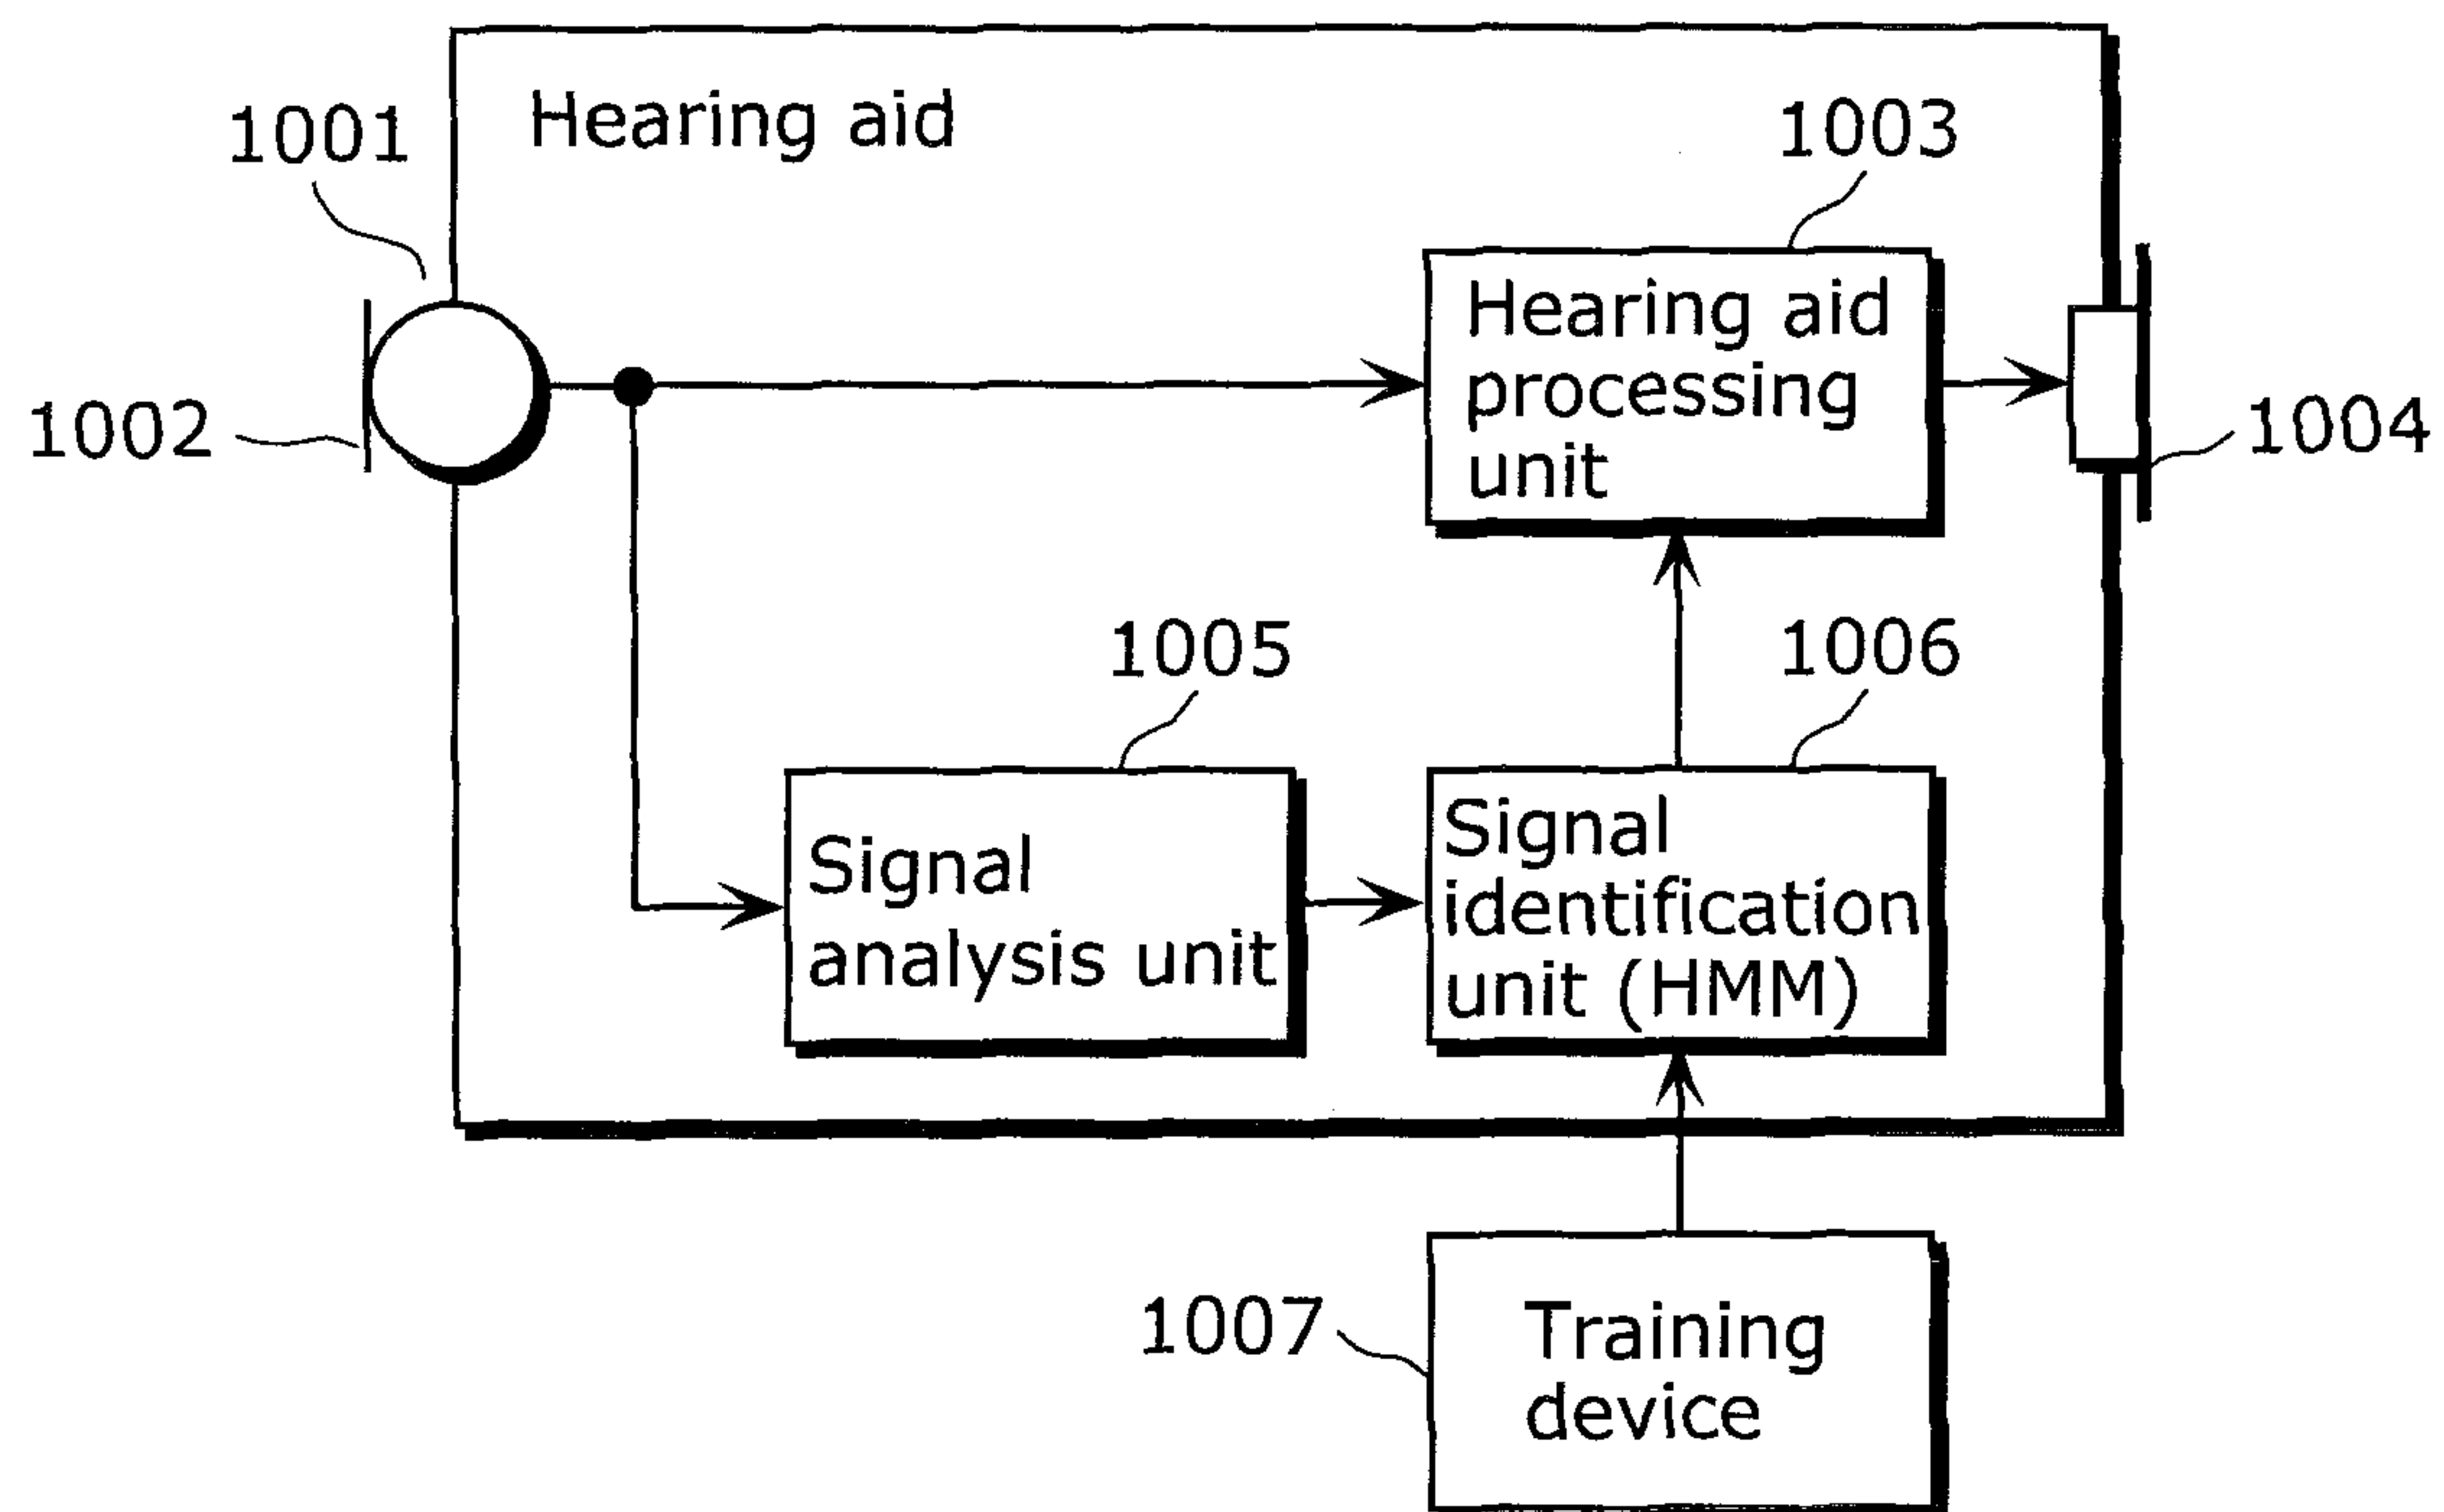 Hearing aid
1001
1002
1003
Hearing aid
processing
unit
1004
1005
Signal
analysis unit
1006
Signal
identification
unit (HMM)
1007
Training
device